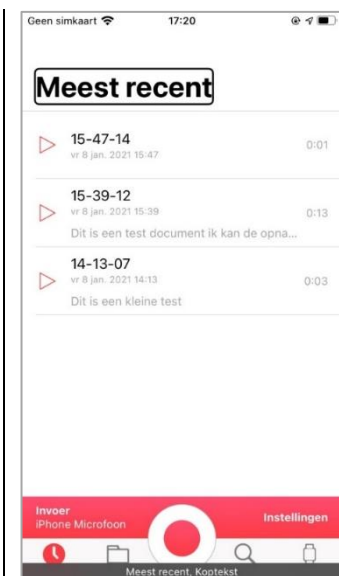 Geen simkaart 17:20
Meest recent
15-47-14
vr 8 jan. 2021 15:47
0:01
15-39-12
vr 8 jan. 2021 15:39
0:13
Dit is een test document ik kan de opna...
14-13-07
vr 8 jan. 2021 14:13
0:03
Dit is een kleine test
Invoer
iPhone Microfoon
Instellingen
Meest recent, Koptekst